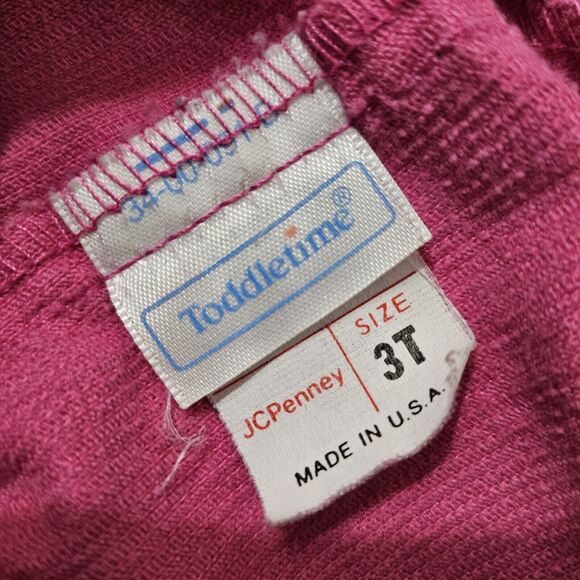 Toddletime®
JCPenney
SIZE
3T
MADE IN U.S.A.